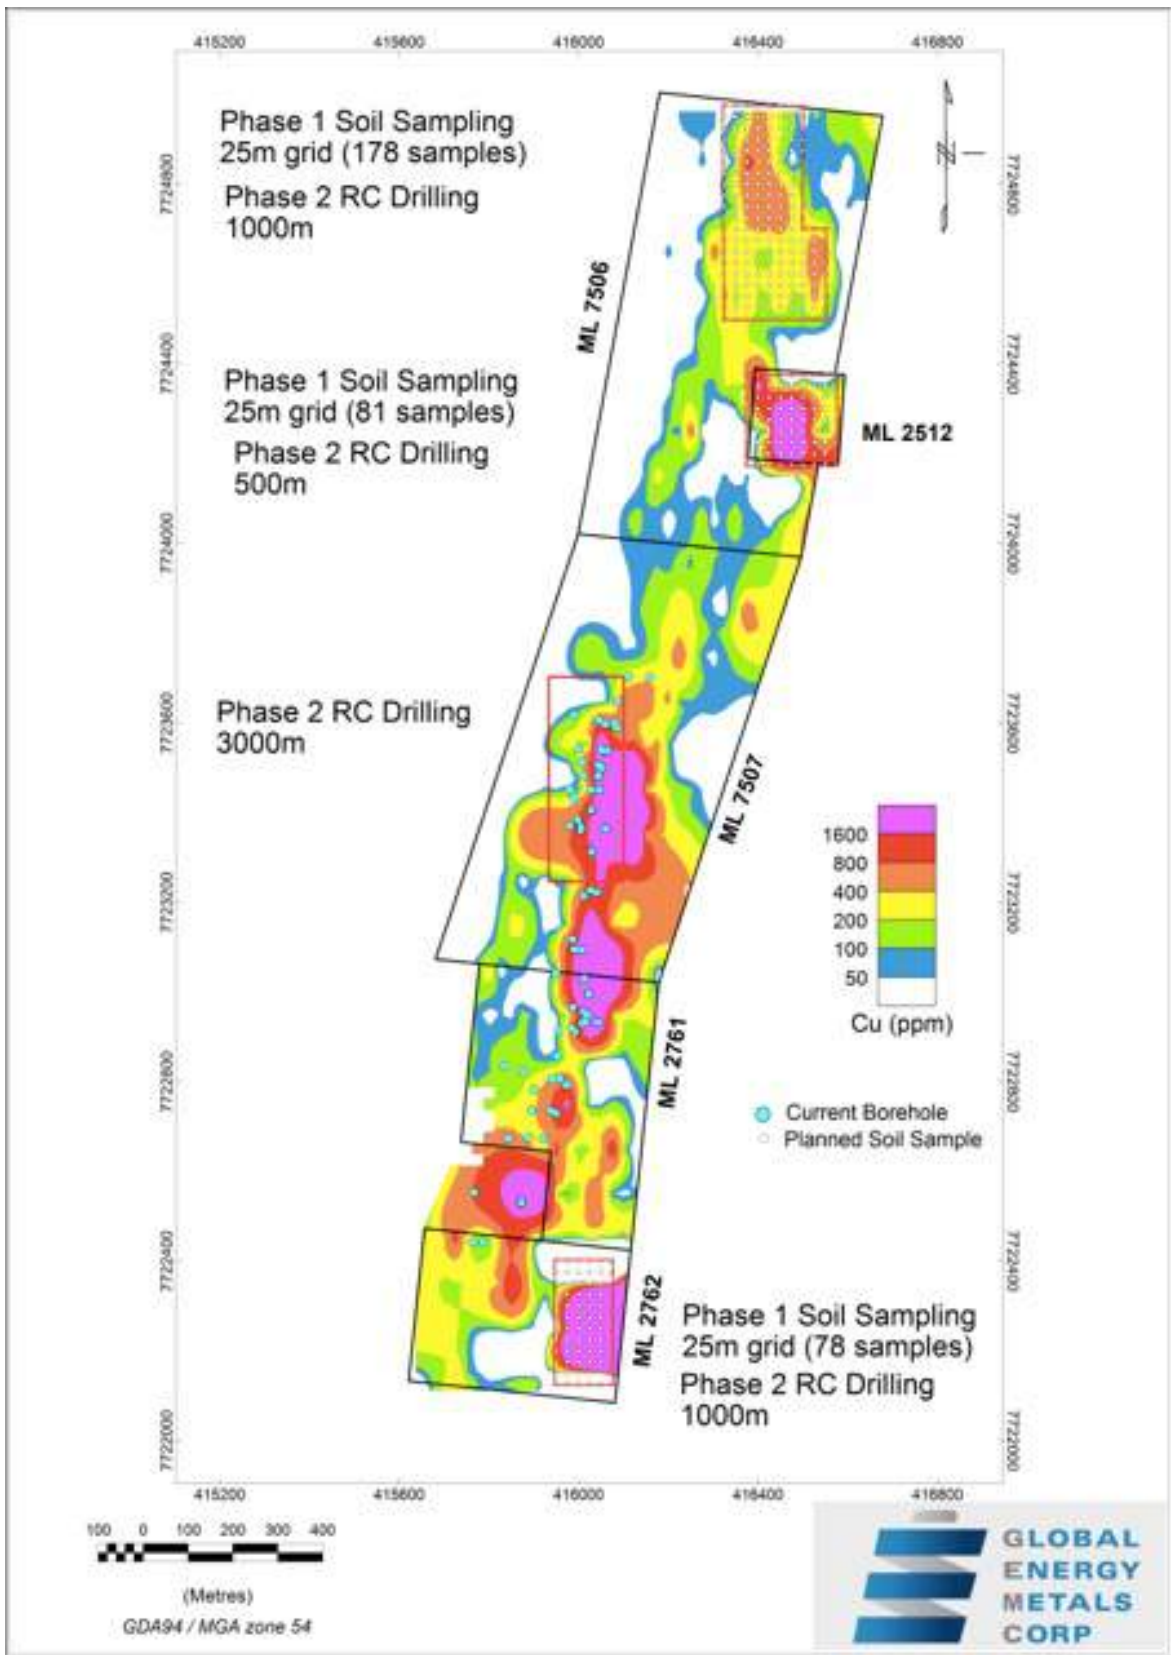 415200 415600 416000 416400 416800
Phase 1 Soil Sampling
25m grid (178 samples)
Phase 2 RC Drilling
1000m
7724800
7724800
ML 7506
7724400
7724400
Phase 1 Soil Sampling
25m grid (81 samples)
Phase 2 RC Drilling
500m
ML 2512
7724000
7724000
Phase 2 RC Drilling
3000m
7723600
7723600
ML 7507
1600
800
400
200
100
50
Cu (ppm)
7723200
7723200
ML 2761
7722800
7722800
Current Borehole
Planned Soil Sample
7722400
7722400
ML 2762
Phase 1 Soil Sampling
25m grid (78 samples)
Phase 2 RC Drilling
1000m
7722000
7722000
415200 415600 416000 416400 416800
100 0 100 200 300 400
(Metres)
GDA94 / MGA zone 54
GLOBAL
ENERGY
METALS
CORP